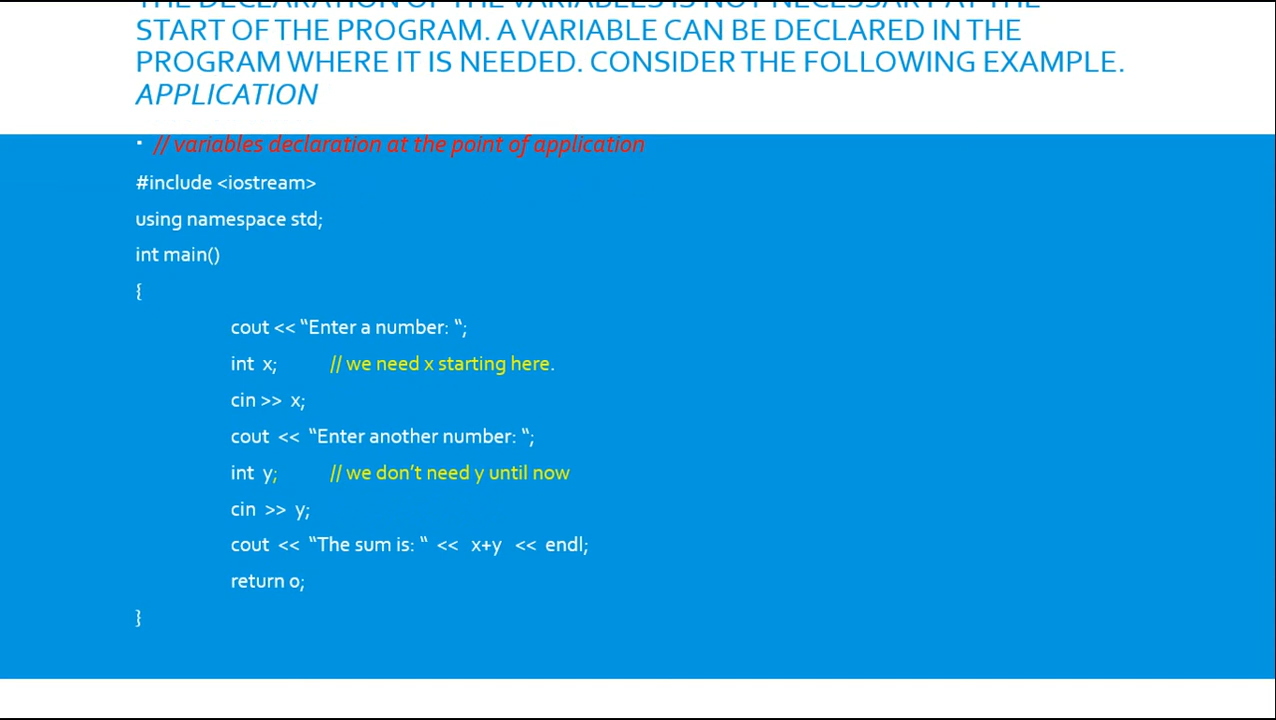 THE DECLARATION OF THE VARIABLES IS NOT NECESSARY AT THE
START OF THE PROGRAM. A VARIABLE CAN BE DECLARED IN THE
PROGRAM WHERE IT IS NEEDED. CONSIDER THE FOLLOWING EXAMPLE.
APPLICATION
• // variables declaration at the point of application
#include <iostream>
using namespace std;
int main()
{
cout << “Enter a number: “;
int x; // we need x starting here.
cin >> x;
cout << “Enter another number: “;
int y; // we don’t need y until now
cin >> y;
cout << “The sum is: “ << x+y << endl;
return 0;
}